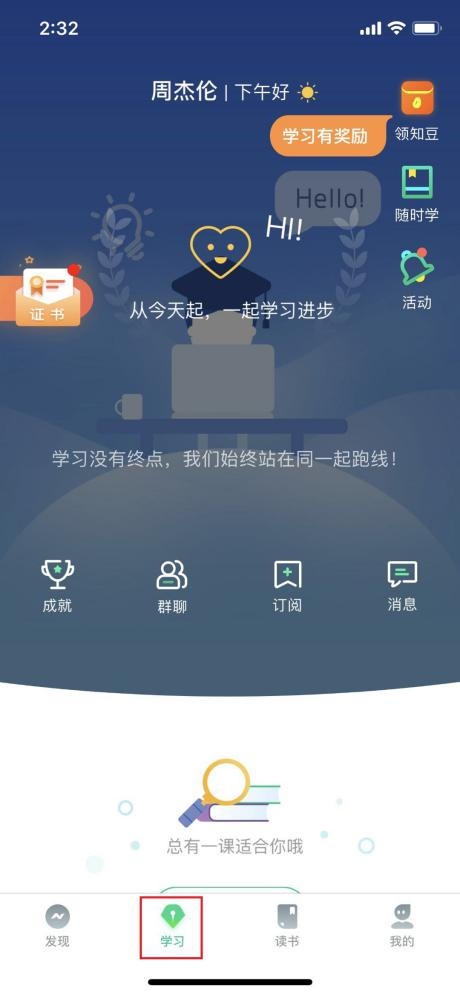 2:32
周杰伦 | 下午好
学习有奖励
领知豆
Hello!
HI!
随时学
证书
从今天起，一起学习进步
活动
学习没有终点，我们始终站在同一起跑线！
成就
群聊
订阅
消息
总有一课适合你哦
发现
学习
读书
我的